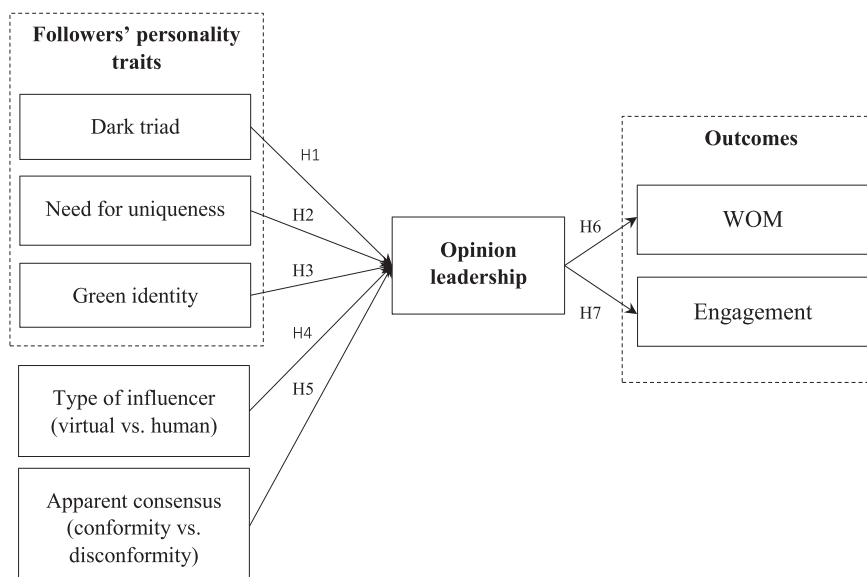 Followers’ personality
traits
Dark triad
Need for uniqueness
Green identity
Type of influencer
(virtual vs. human)
Apparent consensus
(conformity vs.
disconformity)
H1
H2
H3
H4
H5
Opinion
leadership
H6
H7
Outcomes
WOM
Engagement